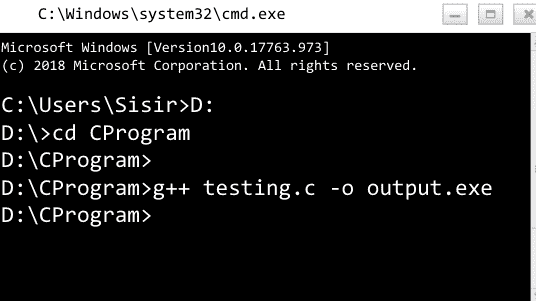 C:\Windows\system32\cmd.exe
Microsoft Windows [Version10.0.17763.973]
(c) 2018 Microsoft Corporation. All rights reserved.
C:\Users\Sisir>D:
D:\>cd CProgram
D:\CProgram>
D:\CProgram>g++ testing.c -o output.exe
D:\CProgram>